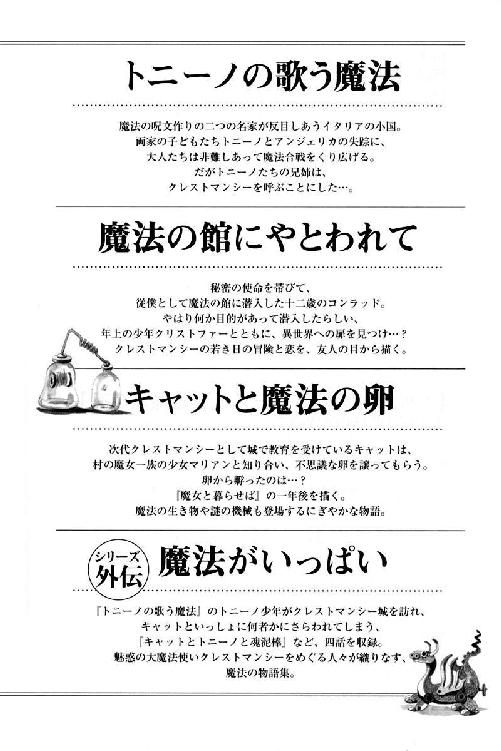 トニーノの歌う魔法
魔法の呪文作りの二つの名家が反目しあうイタリアの小国。
両家の子どもたちトニーノとアンジェリカの失踪に、
大人たちは非難しあって魔法合戦をくり広げる。
だがトニーノたちの兄姉は、
クレストマンシーを呼ぶことにした…。
魔法の館にやとわれて
秘密の使命を帯びて、
従僕として魔法の館に潜入した十二歳のコンラッド。
やはり何か目的があって潜入したらしい、
年上の少年クリストファーとともに、異世界への扉を見つけ…？
クレストマンシーの若き日の冒険と恋を、友人の目から描く。
キャットと魔法の卵
次代クレストマンシーとして城で教育を受けているキャットは、
村の魔女一族の少女マリアンと知り合い、不思議な卵を譲ってもらう。
卵から孵ったのは…？
『魔女と暮らせば』の一年後を描く。
魔法の生き物や謎の機械も登場するにぎやかな物語。
シリーズ
外伝
魔法がいっぱい
『トニーノの歌う魔法』のトニーノ少年がクレストマンシー城を訪れ、
キャットといっしょに何者かにさらわれてしまう、
「キャットとトニーノと魂泥棒」など、四話を収録。
魅惑の大魔法使いクレストマンシーをめぐる人々が織りなす、
魔法の物語集。